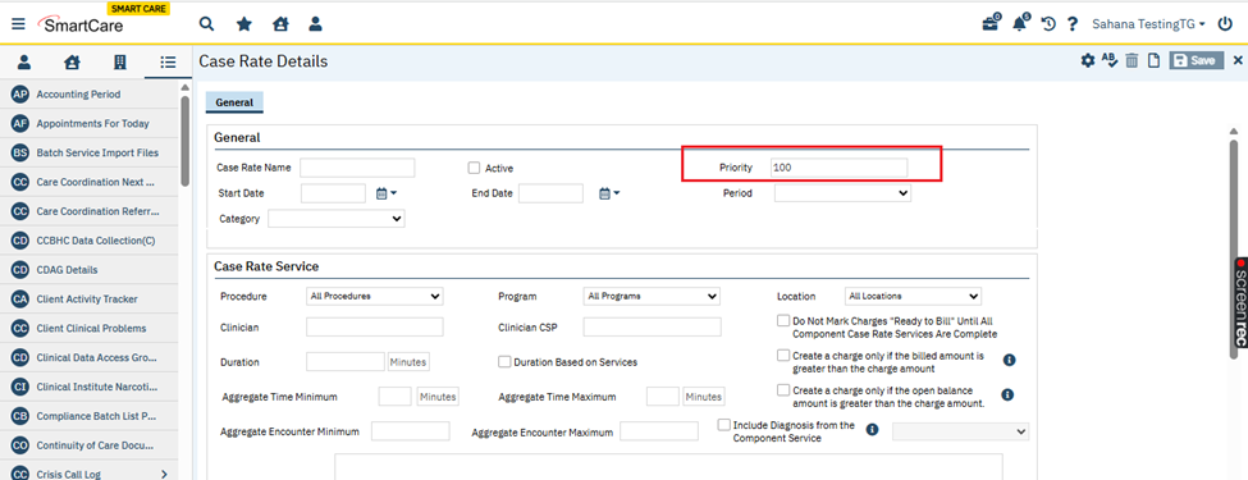 SMART CARE
SmartCare
0
6
? Sahana TestingTG
Case Rate Details
Save
AP Accounting Period
AF Appointments For Today
BS Batch Service Import Files
CC Care Coordination Next ...
CC Care Coordination Referr...
CD CCBHC Data Collection(C)
CD CDAG Details
CA Client Activity Tracker
CC Client Clinical Problems
CD Clinical Data Access Gro...
CI Clinical Institute Narcoti...
CB Compliance Batch List P...
CO Continuity of Care Docu...
CC Crisis Call Log
General
General
Case Rate Name Active Priority 100
Start Date End Date Period
Category
Case Rate Service
Procedure All Procedures Program All Programs Location All Locations
Clinician Clinician CSP
Do Not Mark Charges "Ready to Bill" Until All
Component Case Rate Services Are Complete
Duration Minutes Duration Based on Services
Create a charge only if the billed amount is
greater than the charge amount
Aggregate Time Minimum Minutes Aggregate Time Maximum Minutes
Create a charge only if the open balance
amount is greater than the charge amount.
Aggregate Encounter Minimum Aggregate Encounter Maximum
Include Diagnosis from the
Component Service
screenrec